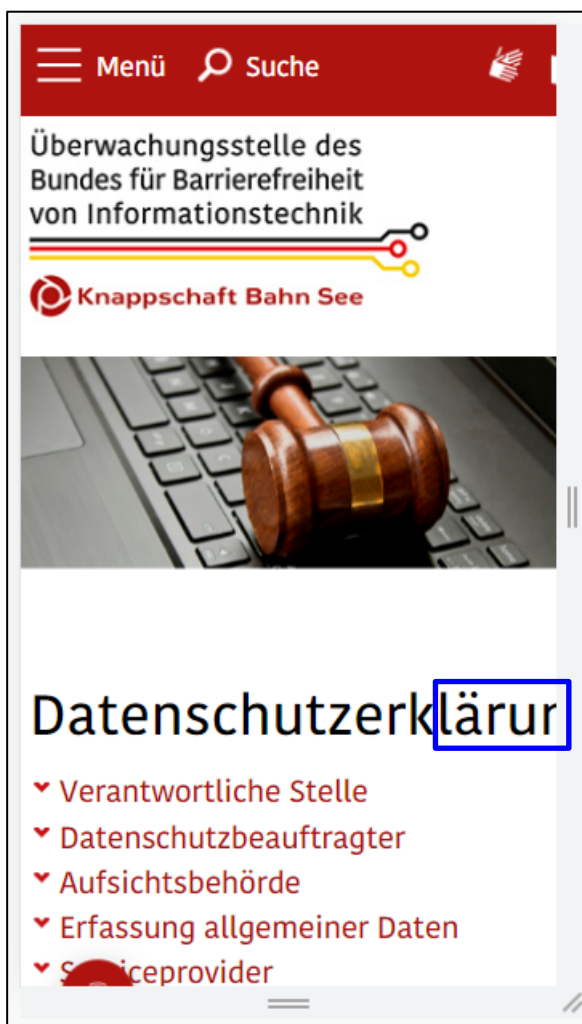 Menü Suche
Überwachungsstelle des
Bundes für Barrierefreiheit
von Informationstechnik
Knappschaft Bahn See
Datenschutzerklärun
Verantwortliche Stelle
Datenschutzbeauftragter
Aufsichtsbehörde
Erfassung allgemeiner Daten